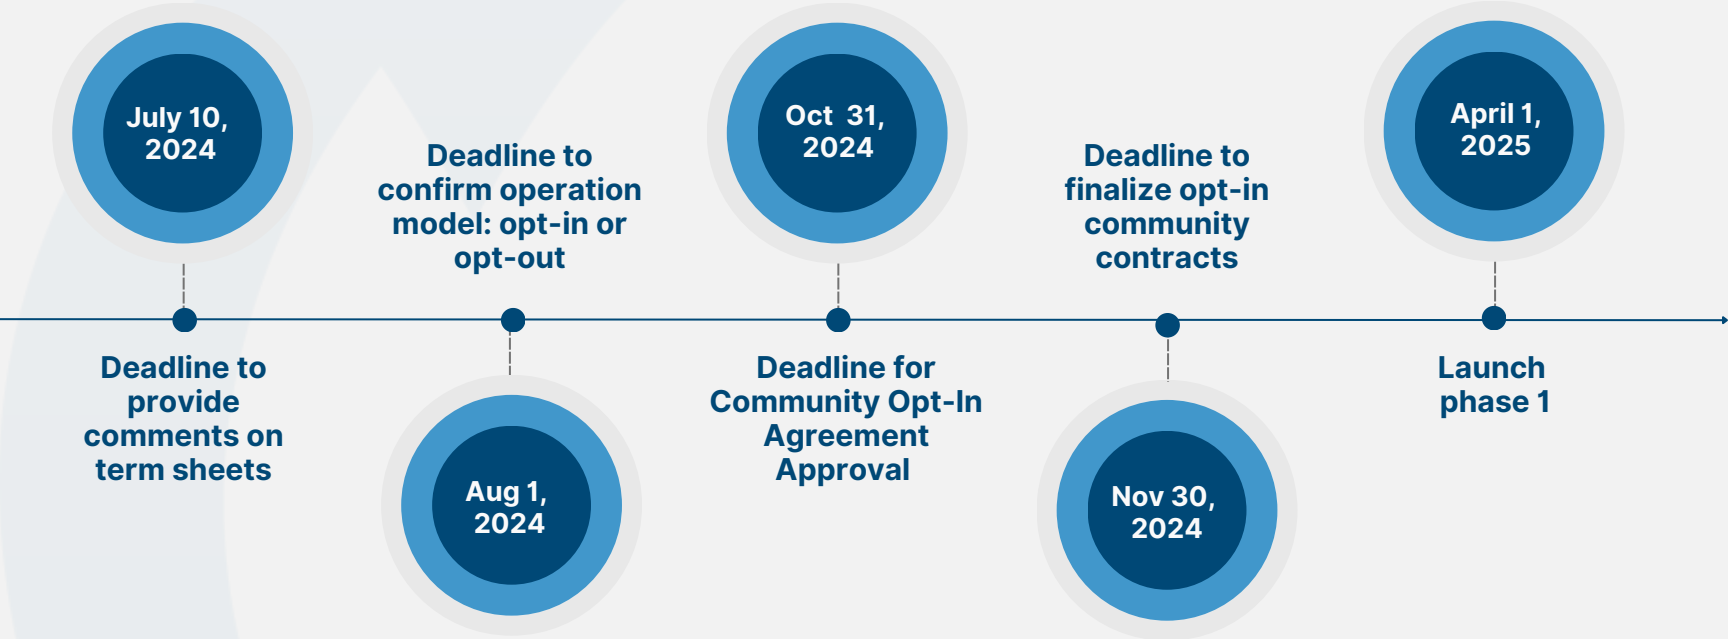 July 10,
2024
Deadline to
provide
comments on
term sheets
Deadline to
confirm operation
model: opt-in or
opt-out
Aug 1,
2024
Oct 31,
2024
Deadline for
Community Opt-In
Agreement
Approval
Deadline to
finalize opt-in
community
contracts
Nov 30,
2024
April 1,
2025
Launch
phase 1